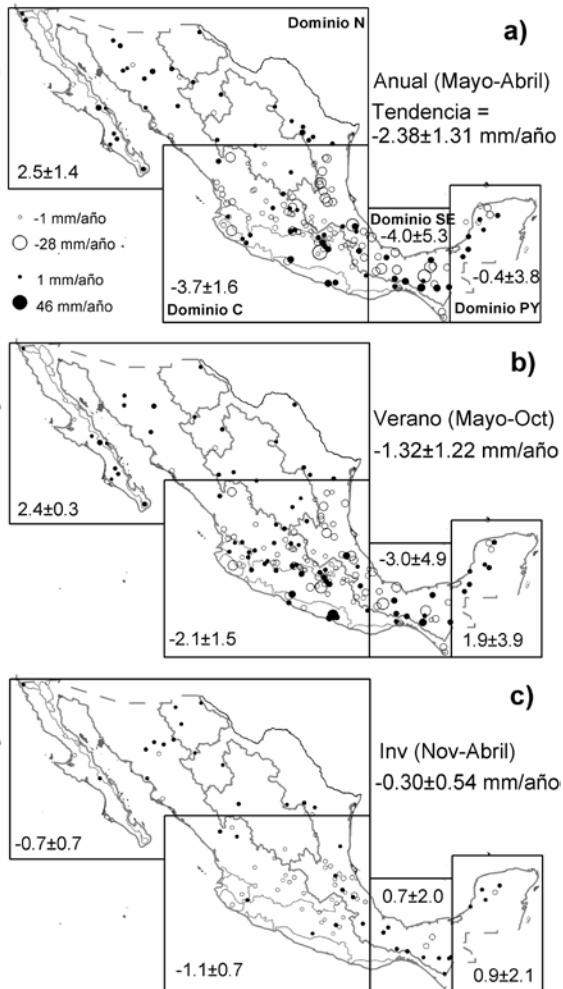 Dominio N
a)
Anual (Mayo-Abril)
Tendencia =
-2.38±1.31 mm/año
2.5±1.4
-1 mm/año
-28 mm/año
1 mm/año
46 mm/año
Dominio SE
-4.0±5.3
-3.7±1.6
Dominio C
-0.4±3.8
Dominio PY
b)
Verano (Mayo-Oct)
-1.32±1.22 mm/año
2.4±0.3
-3.0±4.9
-2.1±1.5
1.9±3.9
c)
Inv (Nov-Abril)
-0.30±0.54 mm/año
-0.7±0.7
0.7±2.0
-1.1±0.7
0.9±2.1